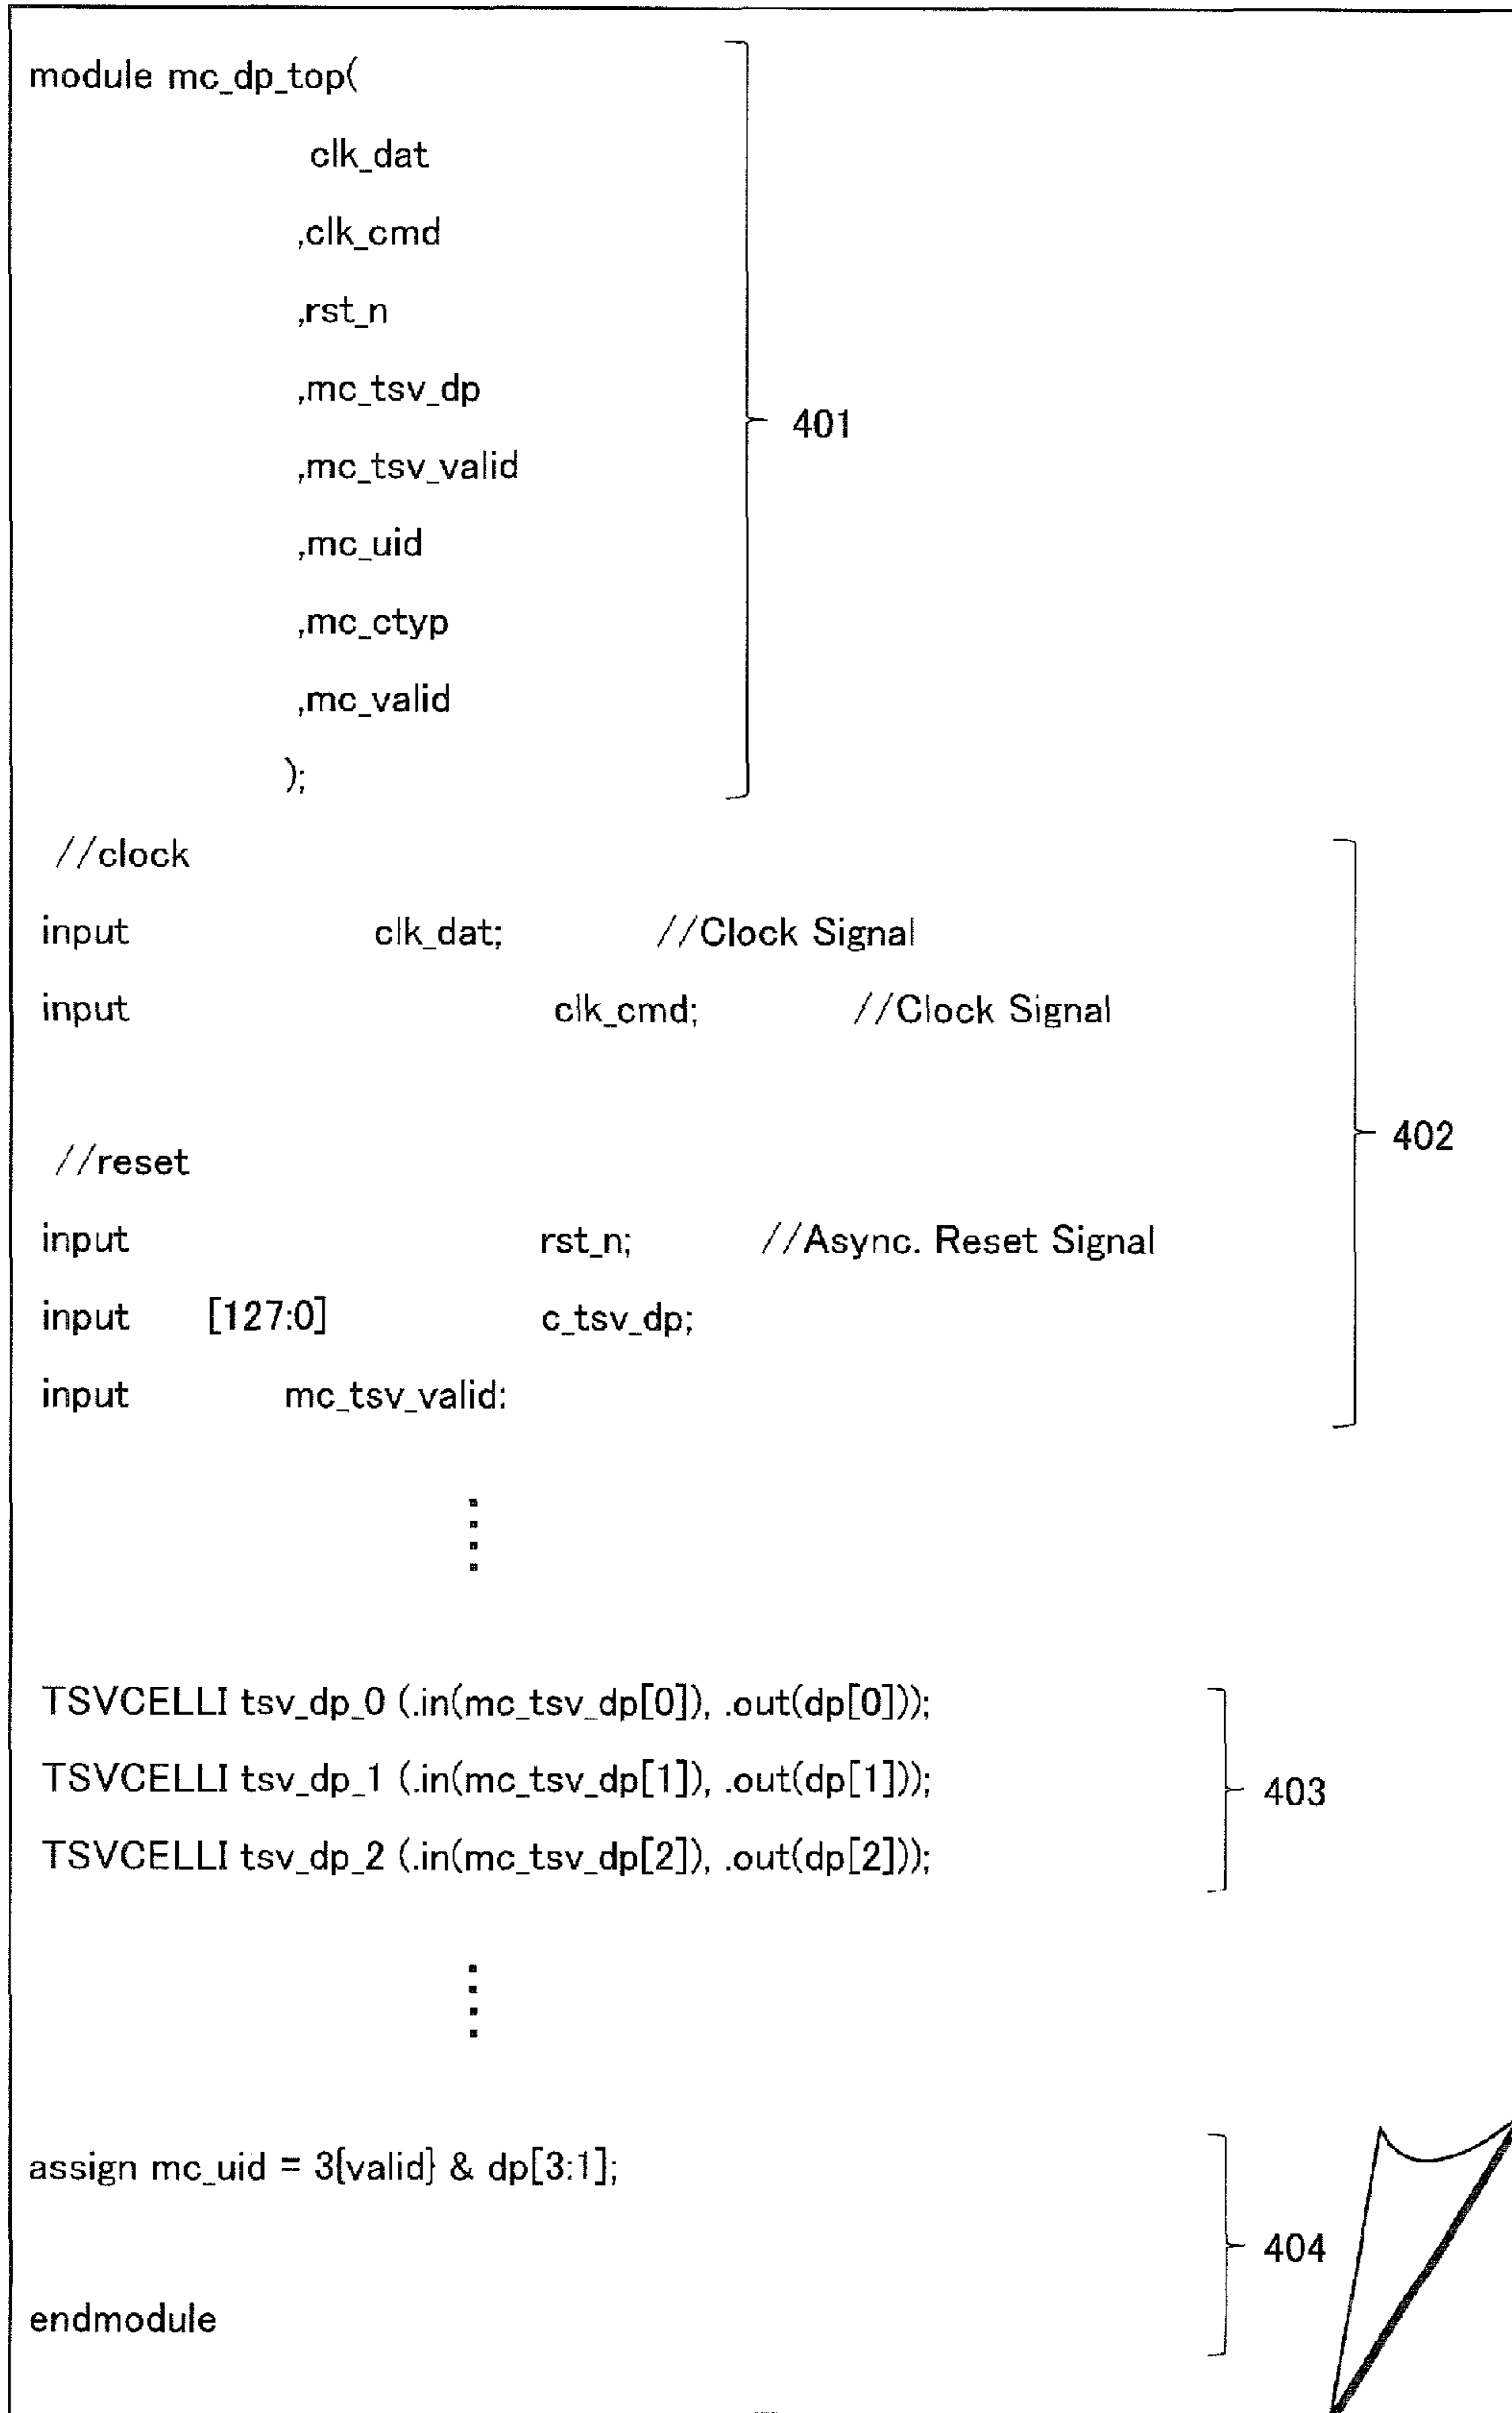 module mc_dp_top(
clk_dat
,clk_cmd
,rst_n
,mc_tsv_dp
401
,mc_tsv_valid
,mc_uid
,mc_ctyp
,mc_valid
);
//clock
input clk_dat; //Clock Signal
input clk_cmd; //Clock Signal
402
//reset
input rst_n; //Async. Reset Signal
input [127:0] c_tsv_dp;
input mc_tsv_valid:
TSVCELLI tsv_dp_0 (.in(mc_tsv_dp[0]), .out(dp[0]));
TSVCELLI tsv_dp_1 (.in(mc_tsv_dp[1]), .out(dp[1]));
403
TSVCELLI tsv_dp_2 (.in(mc_tsv_dp[2]), .out(dp[2]));
assign mc_uid = 3{valid} & dp[3:1];
404
endmodule